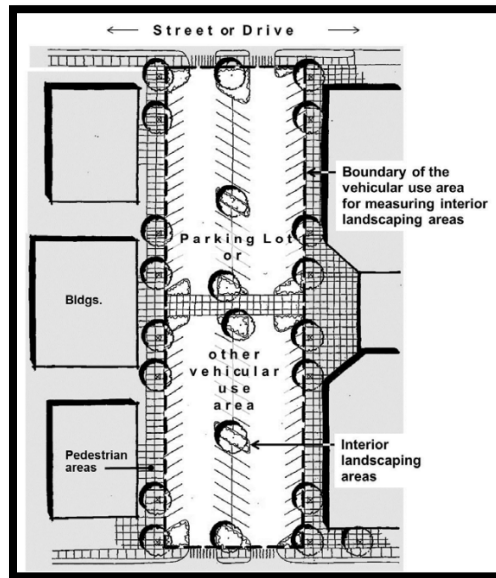 Street or Drive
Boundary of the
vehicular use area
for measuring interior
landscaping areas
Parking Lot
or
Bldgs.
other
vehicular
use
area
Pedestrian
areas
Interior
landscaping
areas